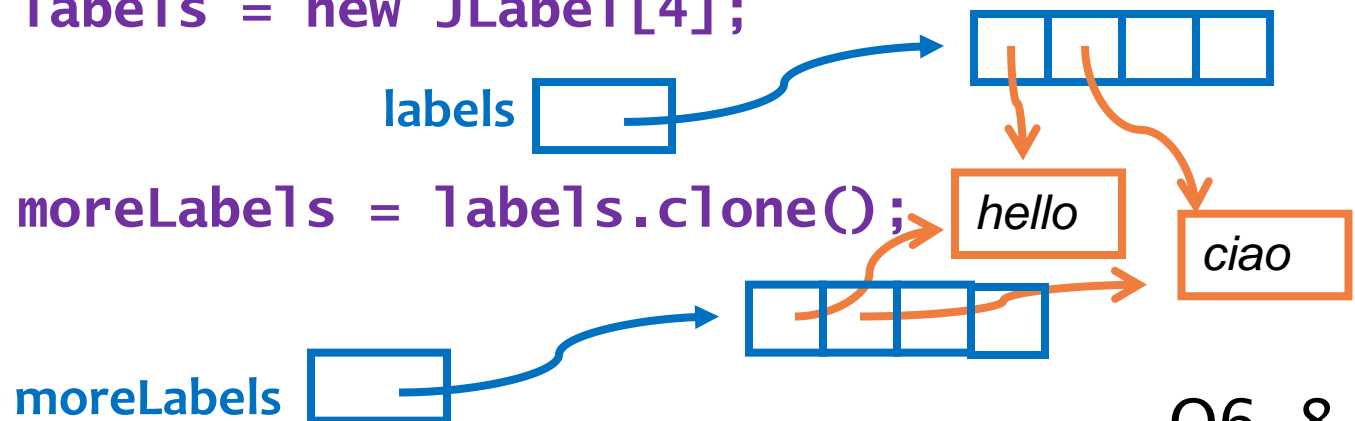 labels = new JLabel[4];
labels
moreLabels = labels.clone();
hello
ciao
moreLabels